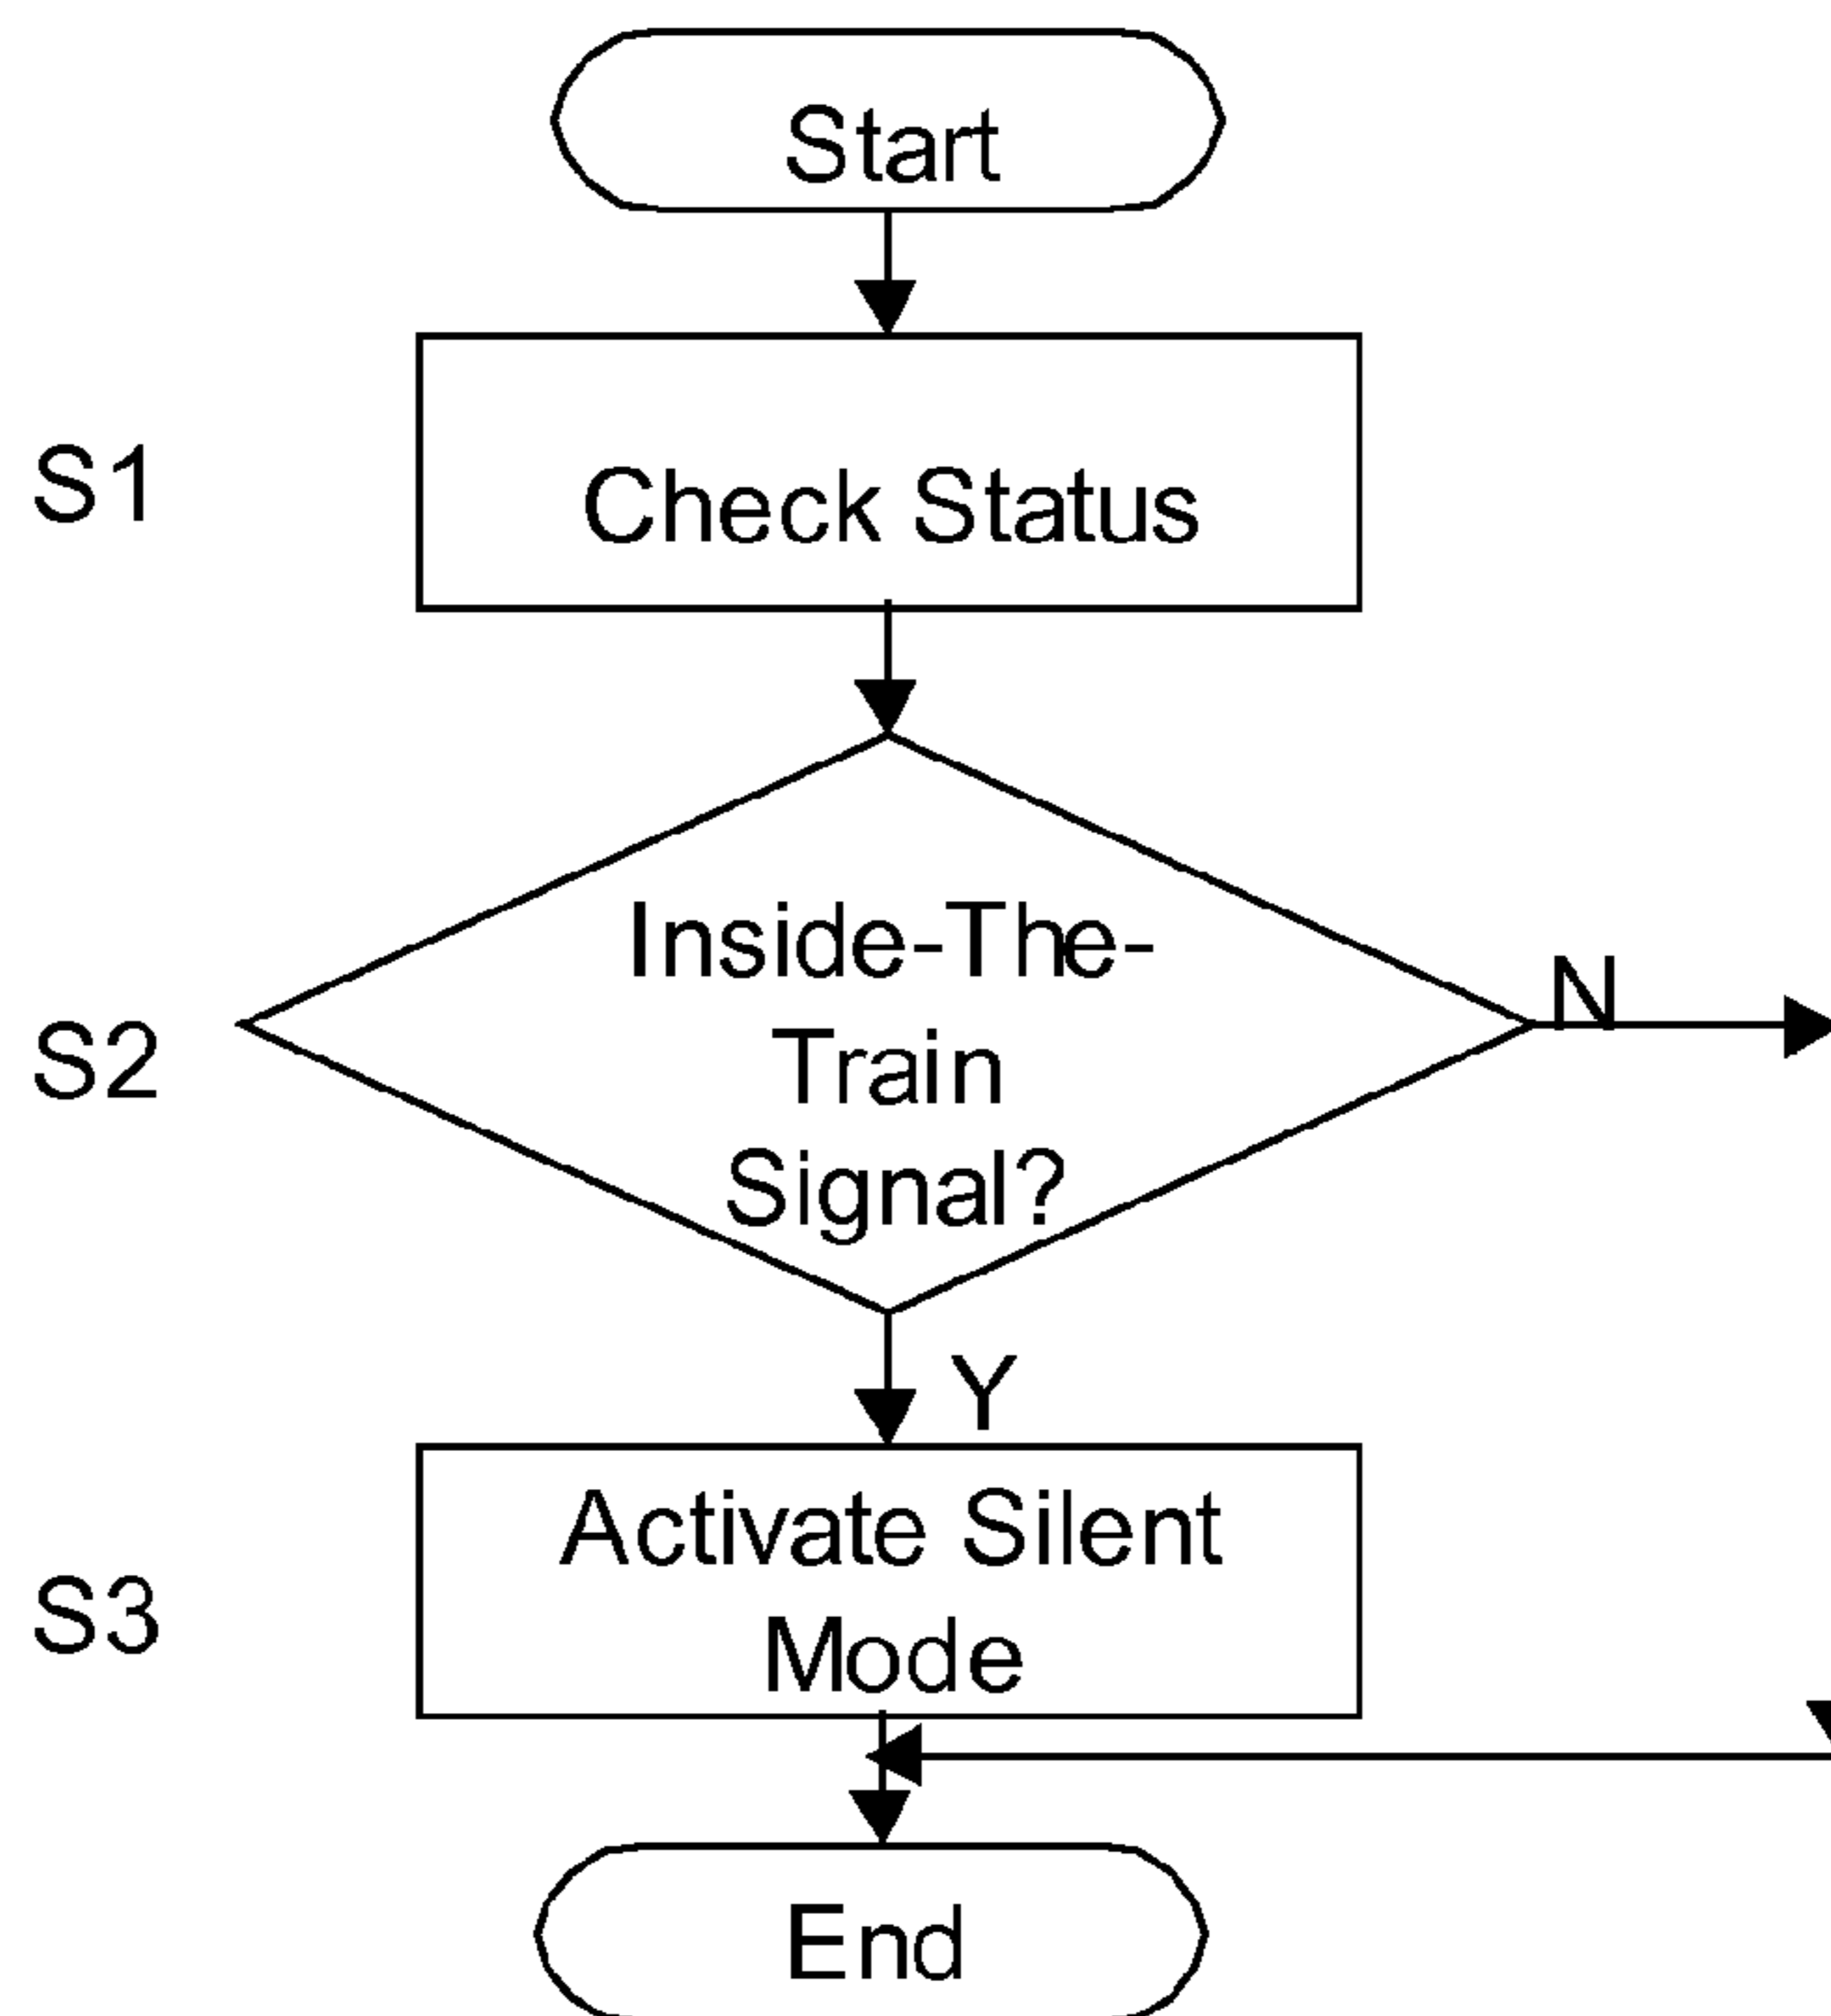 Start
S1
Check Status
S2
Inside-The-
Train
Signal?
N
Y
S3
Activate Silent
Mode
End